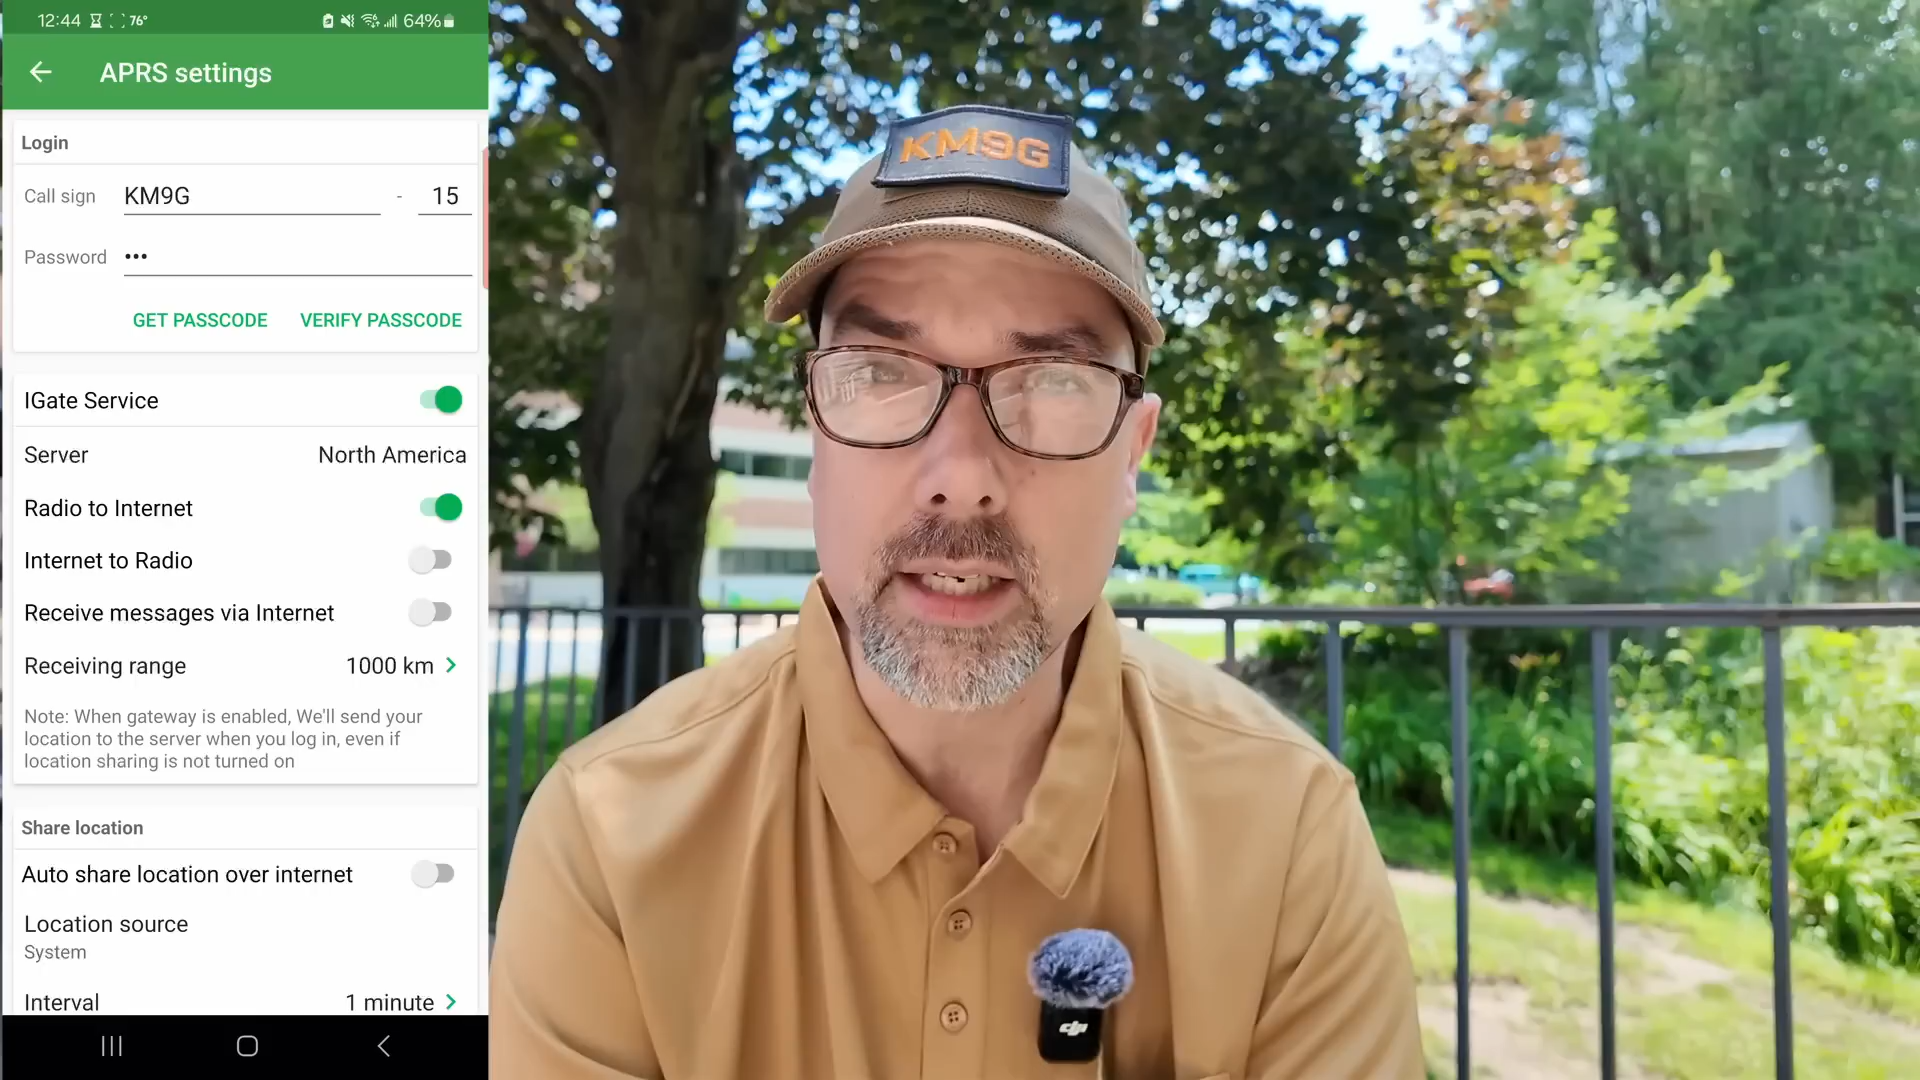 12:44 76° 64%
APRS settings
Login
Call sign KM9G - 15
Password •••
GET PASSCODE VERIFY PASSCODE
IGate Service
Server North America
Radio to Internet
Internet to Radio
Receive messages via Internet
Receiving range 1000 km
Note: When gateway is enabled, We'll send your
location to the server when you log in, even if
location sharing is not turned on
Share location
Auto share location over internet
Location source
System
Interval 1 minute
KM9G
dji